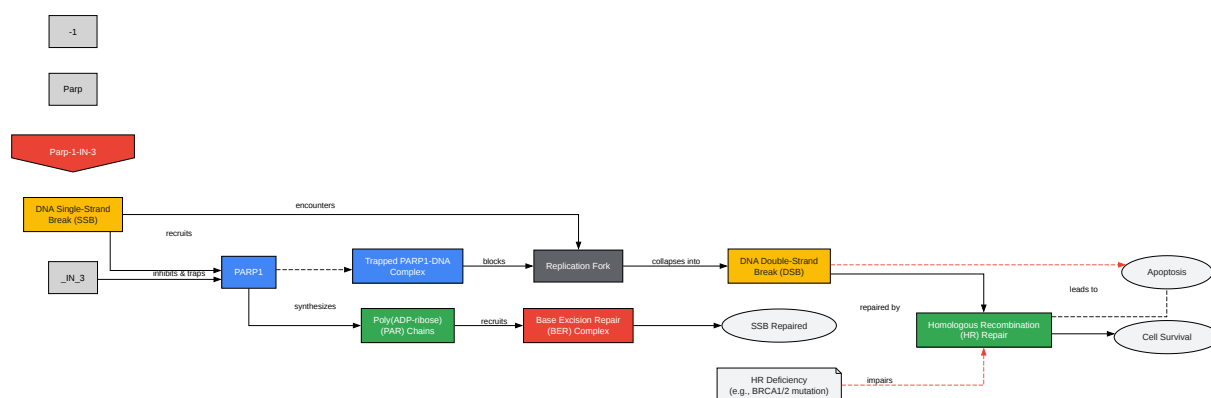 -1
Parp
Parp-1-IN-3
DNA Single-Strand
Break (SSB)
encounters
recruits
_IN_3
inhibits & traps
PARP1
Trapped PARP1-DNA
Complex
blocks
Replication Fork
collapses into
DNA Double-Strand
Break (DSB)
Apoptosis
leads to
synthesizes
Poly(ADP-ribose)
(PAR) Chains
recruits
Base Excision Repair
(BER) Complex
SSB Repaired
repaired by
Homologous Recombination
(HR) Repair
Cell Survival
HR Deficiency
(e.g., BRCA1/2 mutation)
impairs